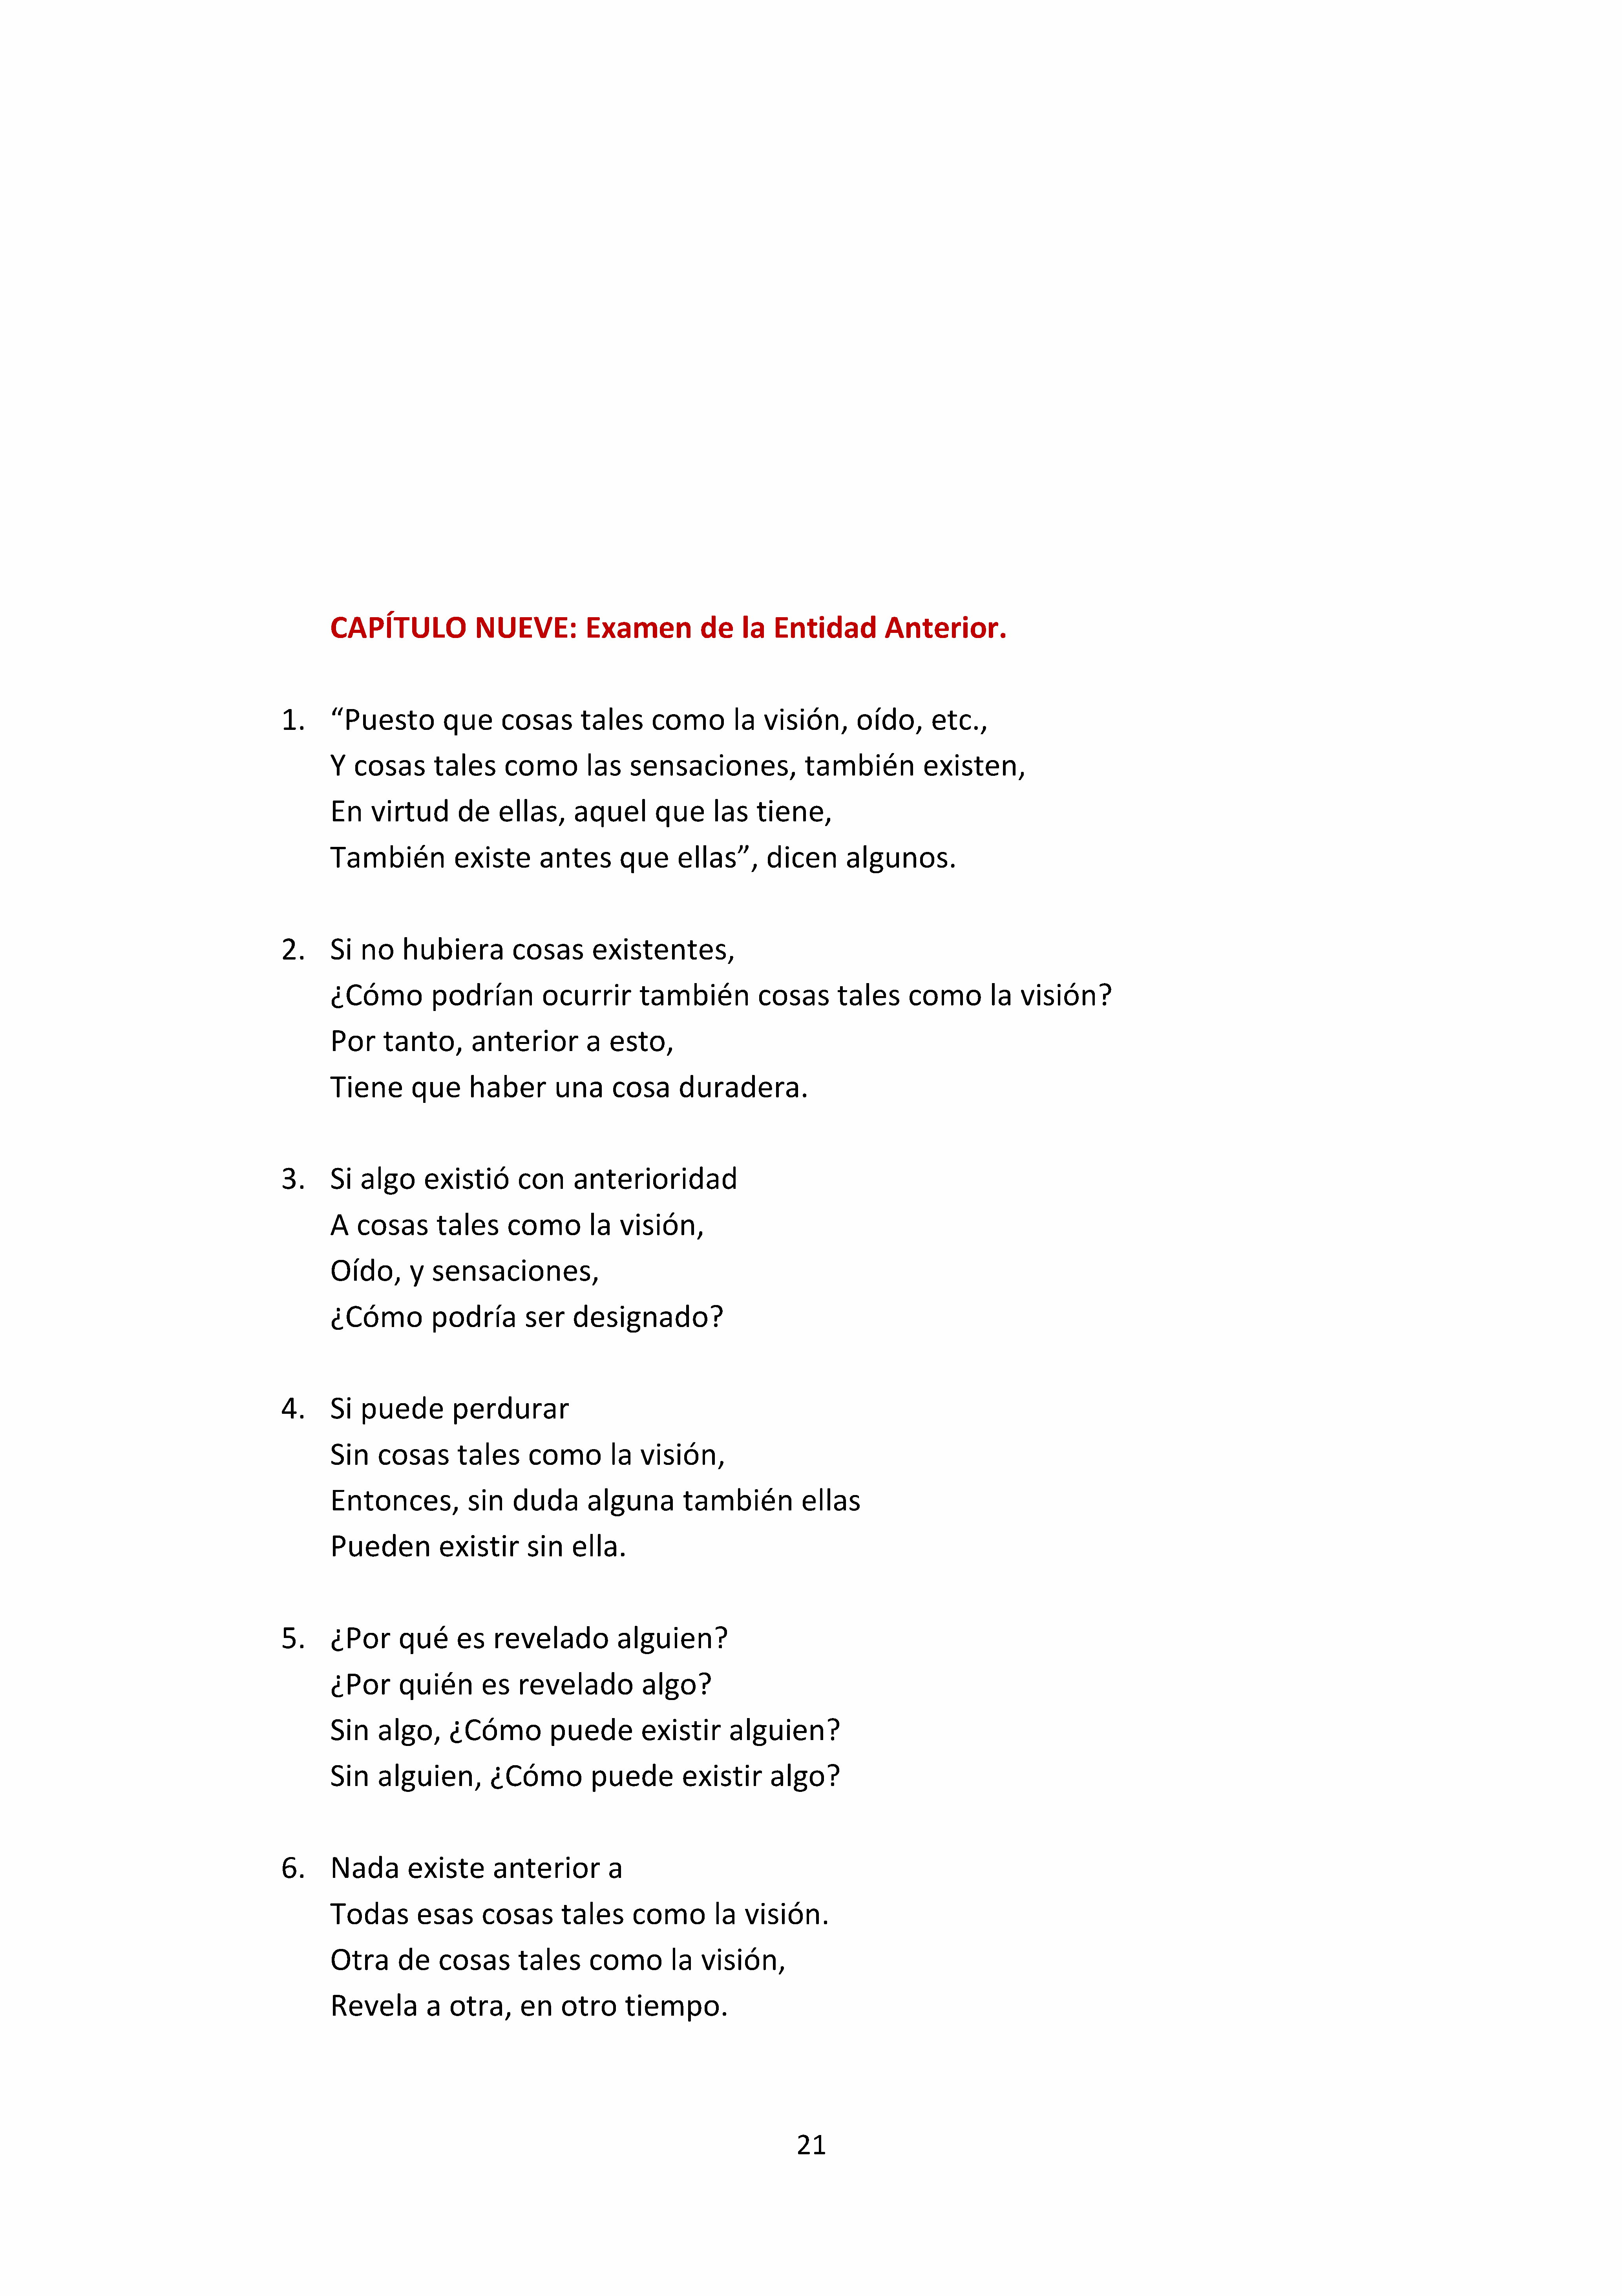 CAPÍTULO NUEVE: Examen de la Entidad Anterior.
1. “Puesto que cosas tales como la visión, oído, etc.,
Y cosas tales como las sensaciones, también existen,
En virtud de ellas, aquel que las tiene,
También existe antes que ellas”, dicen algunos.
2. Si no hubiera cosas existentes,
¿Cómo podrían ocurrir también cosas tales como la visión?
Por tanto, anterior a esto,
Tiene que haber una cosa duradera.
3. Si algo existió con anterioridad
A cosas tales como la visión,
Oído, y sensaciones,
¿Cómo podría ser designado?
4. Si puede perdurar
Sin cosas tales como la visión,
Entonces, sin duda alguna también ellas
Pueden existir sin ella.
5. ¿Por qué es revelado alguien?
¿Por quién es revelado algo?
Sin algo, ¿Cómo puede existir alguien?
Sin alguien, ¿Cómo puede existir algo?
6. Nada existe anterior a
Todas esas cosas tales como la visión.
Otra de cosas tales como la visión,
Revela a otra, en otro tiempo.
21